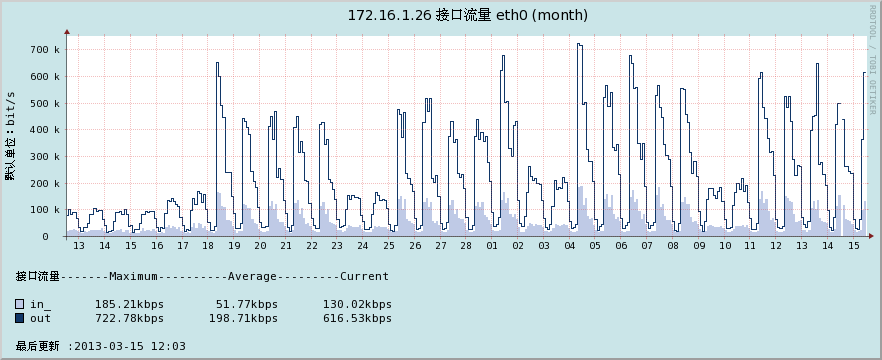 172.16.1.26 接口流量 eth0 (month)
RRDTOOL / TOBI OETIKER
默认单位：bit/s
700 k
600 k
500 k
400 k
300 k
200 k
100 k
0
13 14 15 16 17 18 19 20 21 22 23 24 25 26 27 28 01 02 03 04 05 06 07 08 09 10 11 12 13 14 15
接口流量-------Maximum----------Average---------Current
in_ 185.21kbps 51.77kbps 130.02kbps
out 722.78kbps 198.71kbps 616.53kbps
最后更新 :2013-03-15 12:03